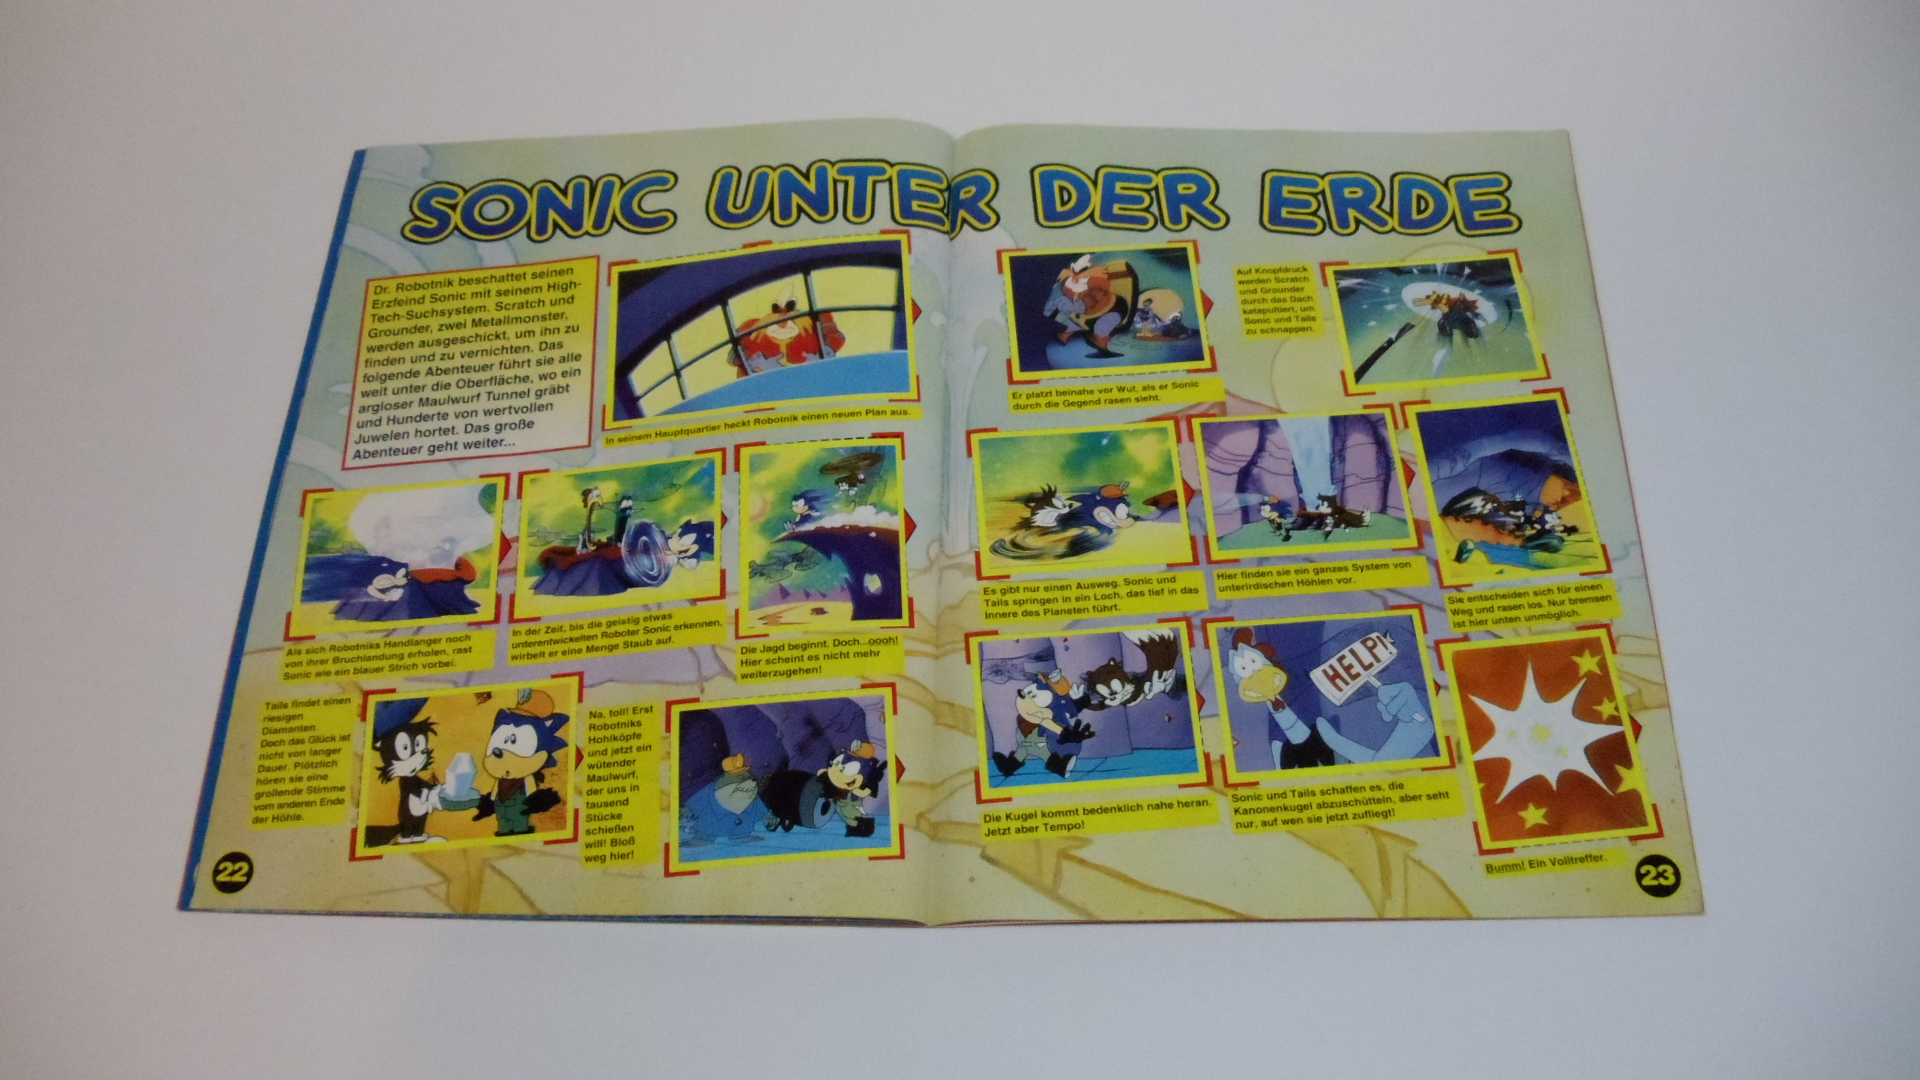 SONIC UNTER DER ERDE
Dr. Robotnik beschattet seinen
Erzfeind Sonic mit seinem High-
Tech-Suchsystem. Scratch und
Grounder, zwei Metallmonster,
werden ausgeschickt, um ihn zu
finden und zu vernichten. Das
folgende Abenteuer führt sie alle
weit unter die Oberfläche, wo ein
argloser Maulwurf Tunnel gräbt
und Hunderte von wertvollen
Juwelen hortet. Das große
Abenteuer geht weiter...
In seinem Hauptquartier heckt Robotnik einen neuen Plan aus.
Er platzt beinahe vor Wut, als er Sonic
durch die Gegend rasen sieht.
Auf Knopfdruck
werden Scratch
und Grounder
durch das Dach
katapultiert, um
Sonic und Tails
zu schnappen.
Als sich Robotniks Handlanger noch
von ihrer Bruchlandung erholen, rast
Sonic wie ein blauer Strich vorbei.
In der Zeit, bis die geistig etwas
unterentwickelten Roboter Sonic erkennen,
wirbelt er eine Menge Staub auf.
Die Jagd beginnt. Doch...oooh!
Hier scheint es nicht mehr
weiterzugehen!
Es gibt nur einen Ausweg. Sonic und
Tails springen in ein Loch, das tief in das
Innere des Planeten führt.
Hier finden sie ein ganzes System von
unterirdischen Höhlen vor.
Sie entscheiden sich für einen
Weg und rasen los. Nur bremsen
ist hier unten unmöglich.
Tails findet einen
riesigen
Diamanten.
Doch das Glück ist
nicht von langer
Dauer. Plötzlich
hören sie eine
grollende Stimme
vom anderen Ende
der Höhle.
Na, toll! Erst
Robotniks
Hohlköpfe
und jetzt ein
wütender
Maulwurf,
der uns in
tausend
Stücke
schießen
will! Bloß
weg hier!
Die Kugel kommt bedenklich nahe heran.
Jetzt aber Tempo!
HELP!
Sonic und Tails schaffen es, die
Kanonenkugel abzuschütteln, aber seht
nur, auf wen sie jetzt zufliegt!
Bumm! Ein Volltreffer.
22
23